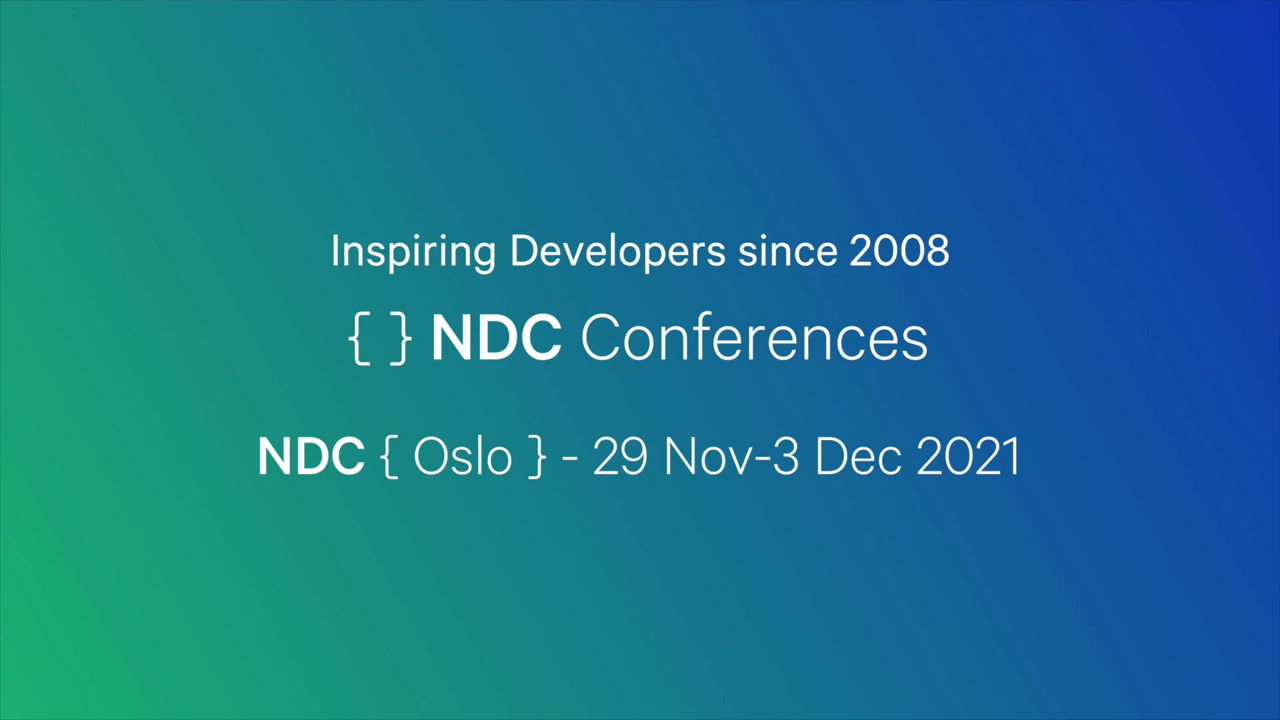 Inspiring Developers since 2008
{ } NDC Conferences
NDC { Oslo } - 29 Nov-3 Dec 2021